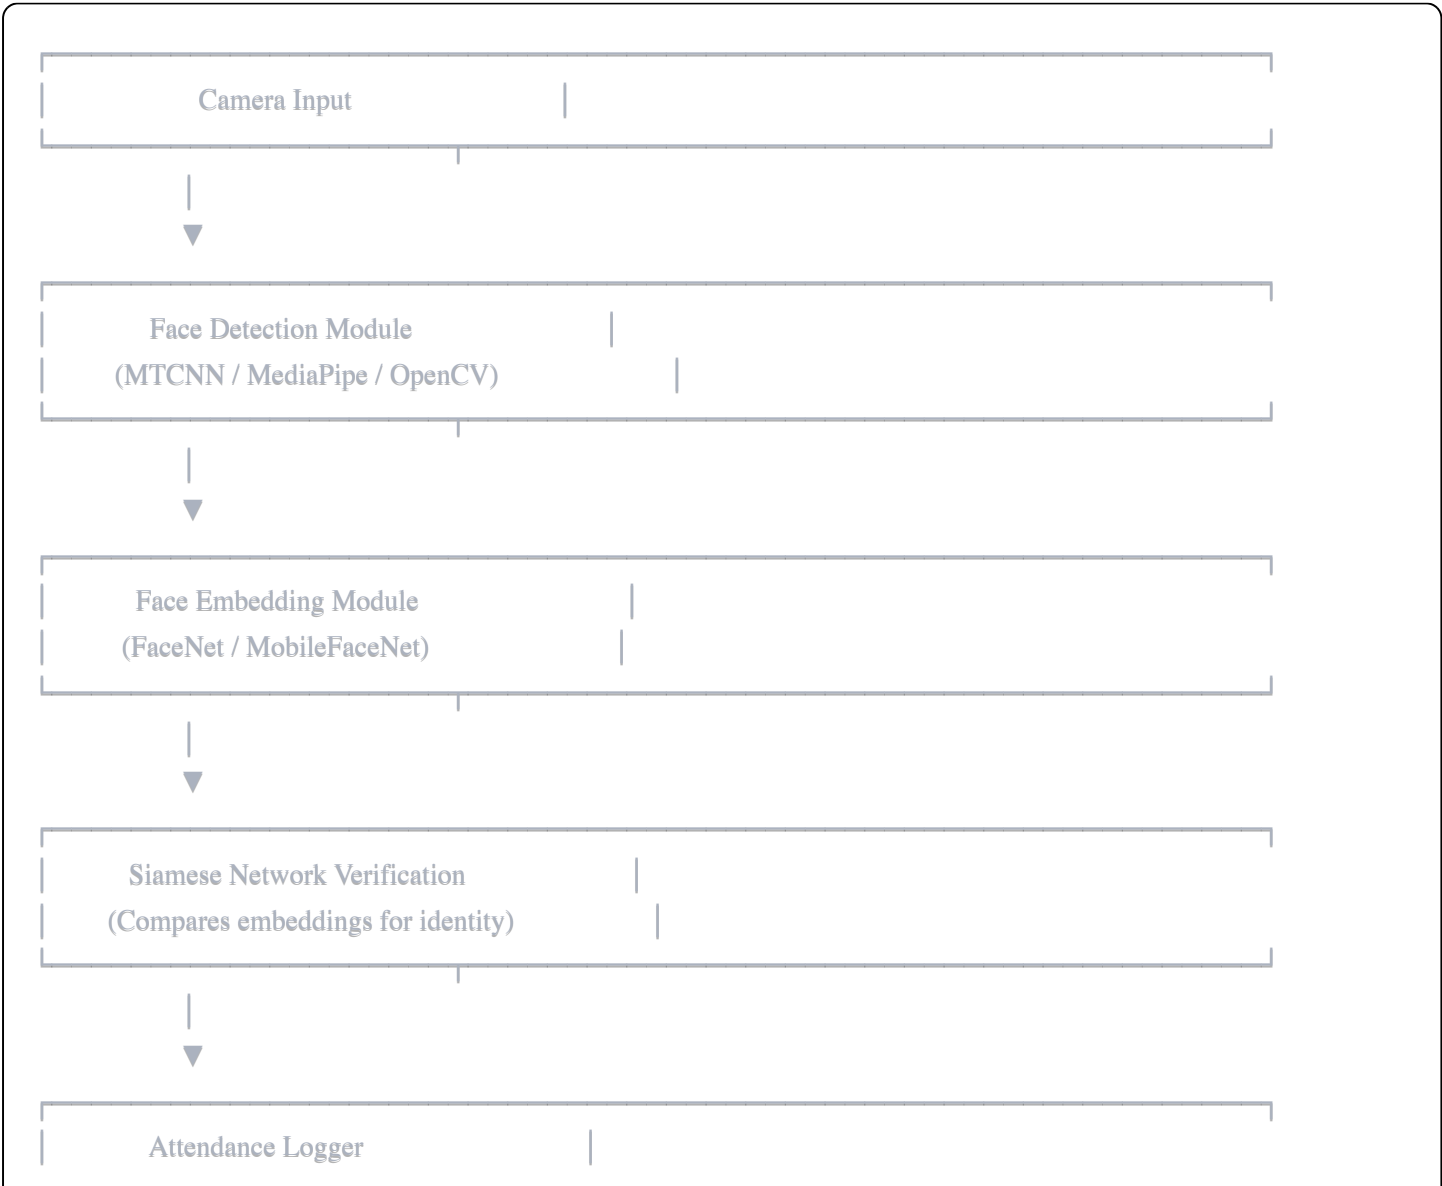 Camera Input
Face Detection Module
(MTCNN / MediaPipe / OpenCV)
Face Embedding Module
(FaceNet / MobileFaceNet)
Siamese Network Verification
(Compares embeddings for identity)
Attendance Logger